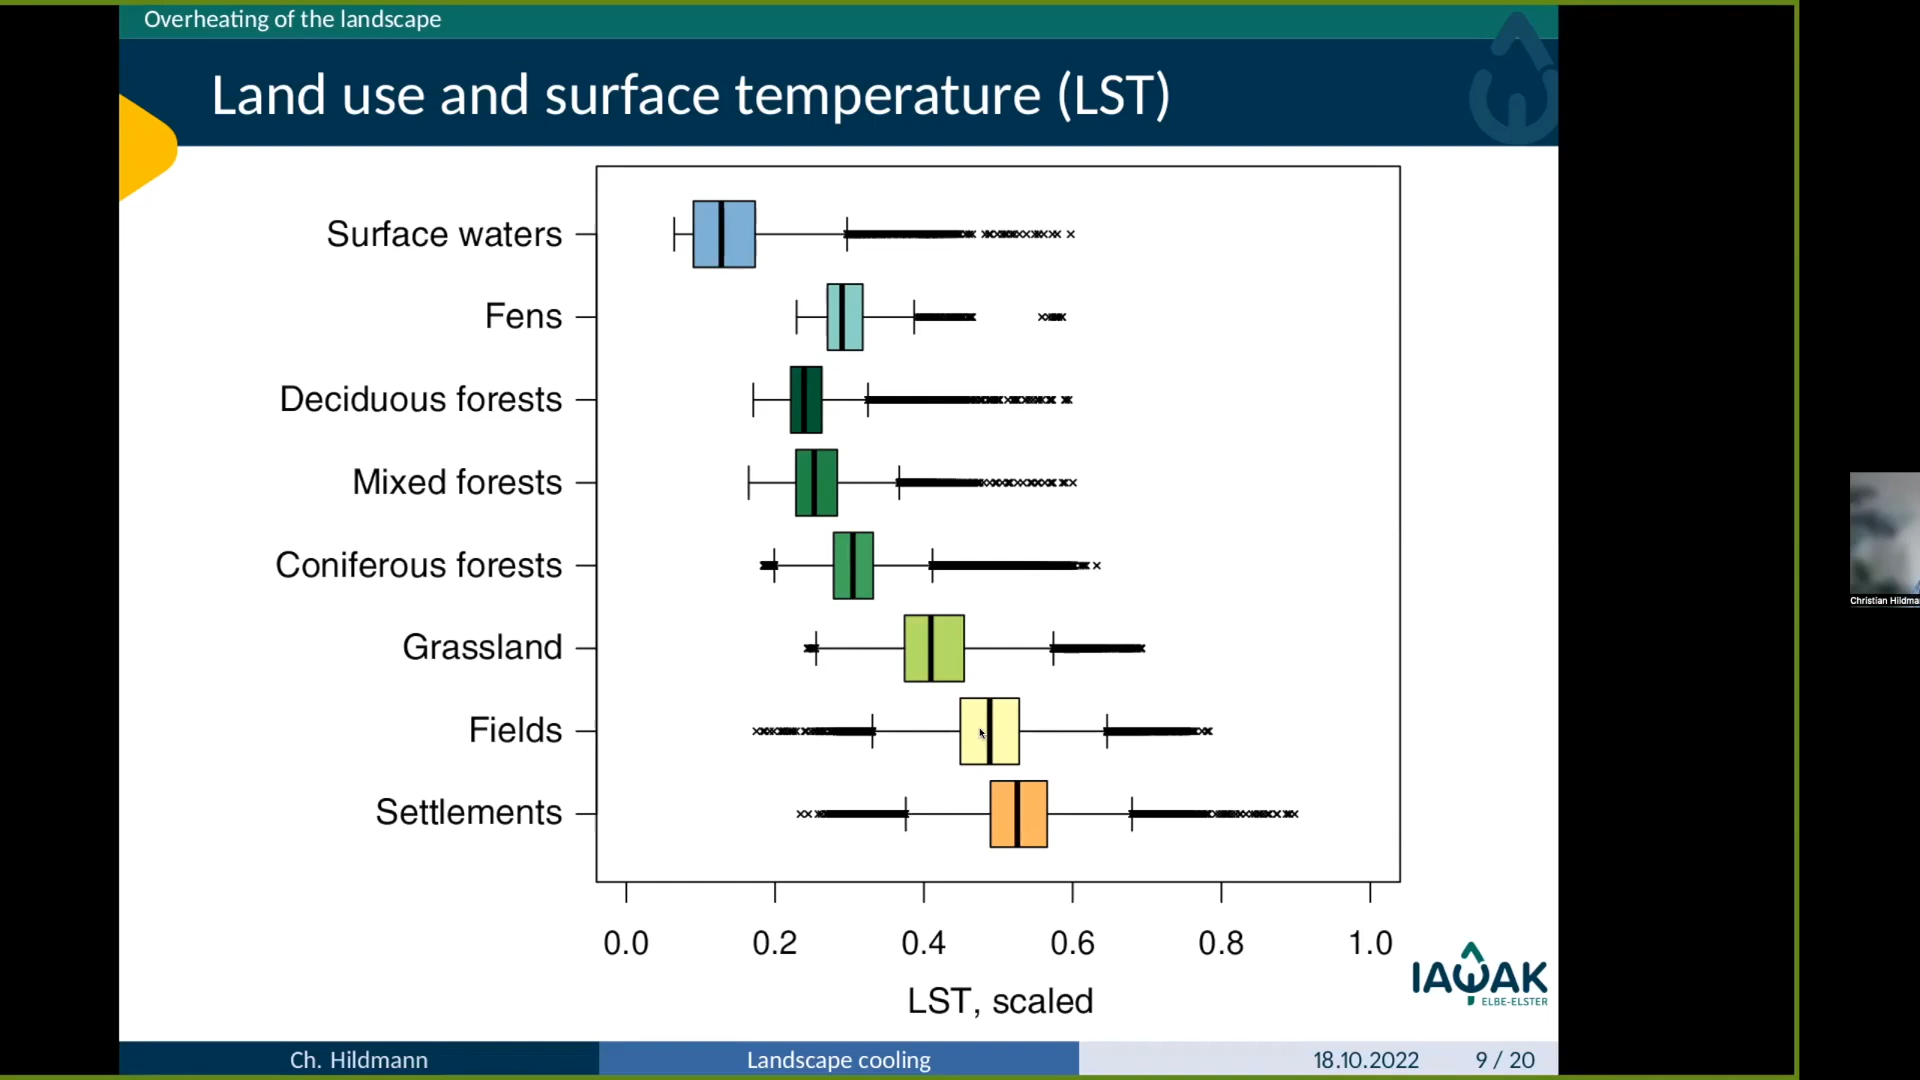 Overheating of the landscape
Land use and surface temperature (LST)
Surface waters
Fens
Deciduous forests
Mixed forests
Coniferous forests
Grassland
Fields
Settlements
0.0 0.2 0.4 0.6 0.8 1.0
LST, scaled
IAWAK
ELBE-ELSTER
Ch. Hildmann Landscape cooling 18.10.2022 9 / 20
Christian